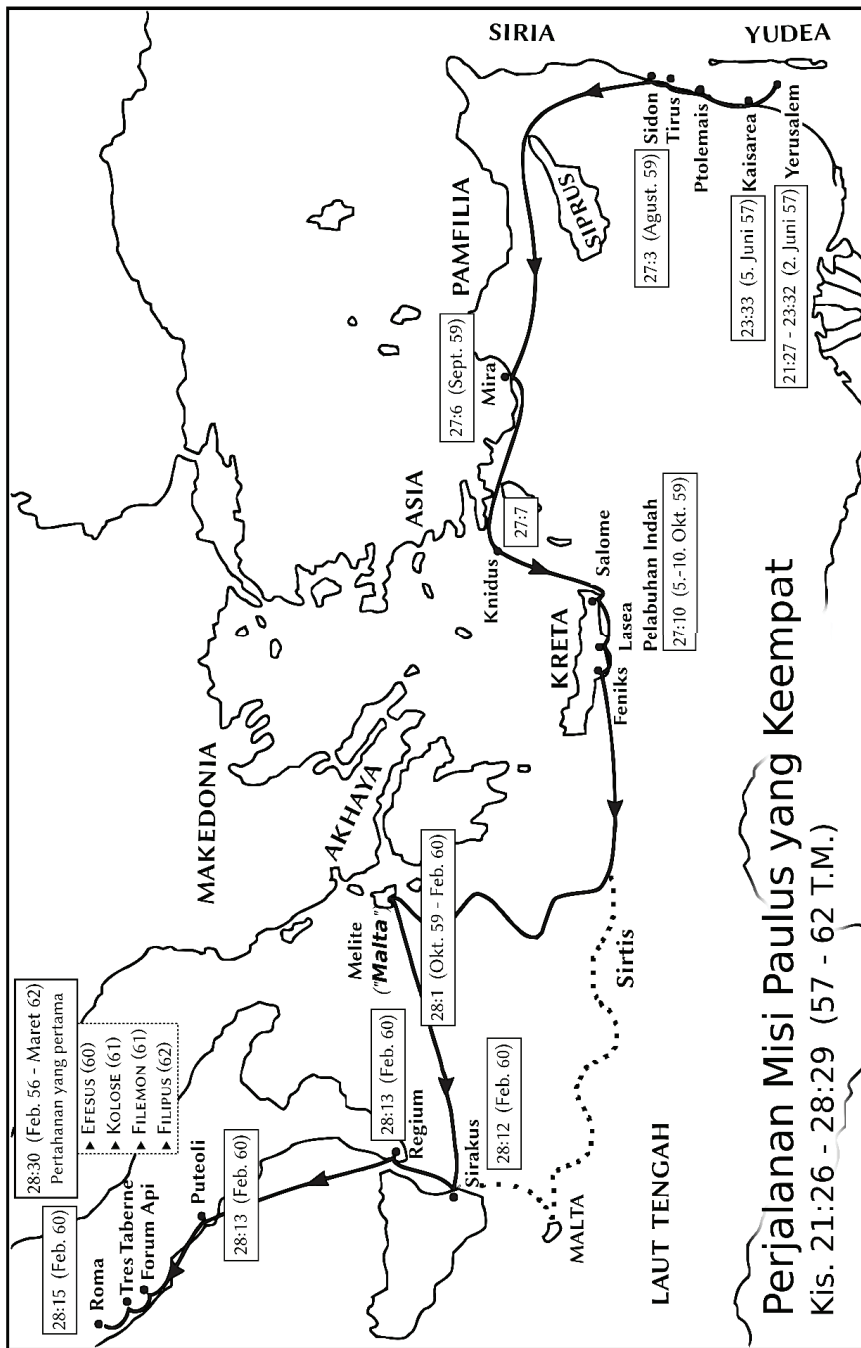 Perjalanan Misi Paulus yang Keempat
Kis. 21:26 - 28:29 (57 - 62 T.M.)
28:15 (Feb. 60)
Roma
Tres Taberne
Forum Api
28:30 (Feb. 56 - Maret 62)
Pertahanan yang pertama
▶ EFESUS (60)
▶ KOLOSE (61)
▶ FILEMON (61)
▶ FILIPUS (62)
Puteoli
28:13 (Feb. 60)
28:13 (Feb. 60)
Regium
Sirakus
28:12 (Feb. 60)
MALTA
LAUT TENGAH
Melite
("Malta")
28:1 (Okt. 59 - Feb. 60)
Sirtis
MAKEDONIA
AKHAYA
KRETA
Feniks
Lasea
Pelabuhan Indah
27:10 (5.-10. Okt. 59)
Salome
Knidus
27:7
ASIA
27:6 (Sept. 59)
Mira
PAMFILIA
SIPRUS
SIRIA
27:3 (Agust. 59)
Sidon
Tirus
Ptolemais
YUDEA
Kaisarea
23:33 (5. Juni 57)
Yerusalem
21:27 - 23:32 (2. Juni 57)